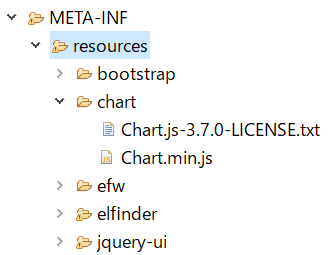 META-INF
resources
bootstrap
chart
Chart.js-3.7.0-LICENSE.txt
Chart.min.js
efw
elfinder
jquery-ui